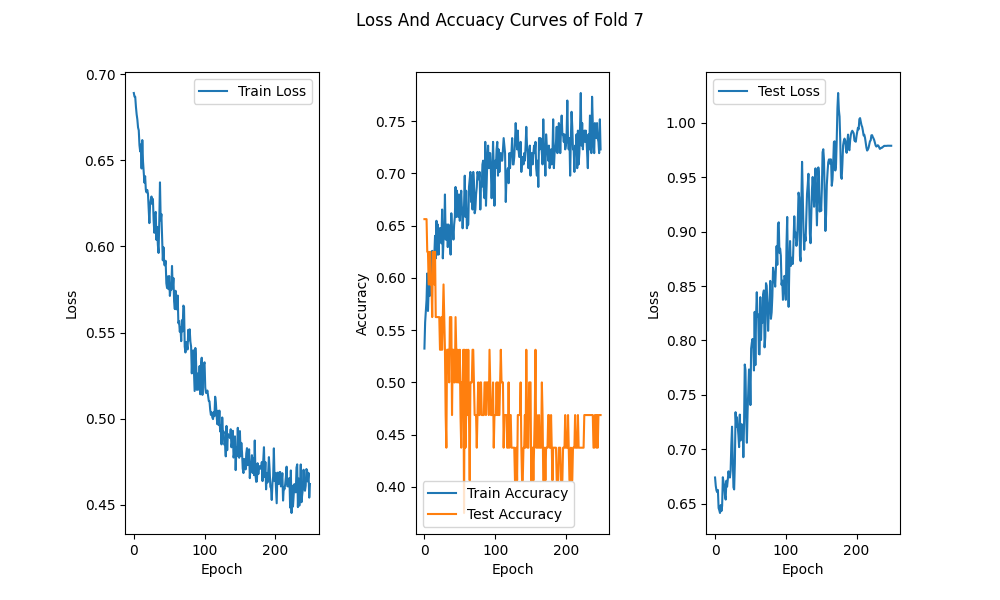 Loss And Accuacy Curves of Fold 7
0.70
0.65
0.60
0.55
0.50
0.45
Loss
0
100
200
Epoch
Train Loss
0.75
0.70
0.65
0.60
0.55
0.50
0.45
0.40
Accuracy
0
100
200
Epoch
Train Accuracy
Test Accuracy
1.00
0.95
0.90
0.85
0.80
0.75
0.70
0.65
Loss
0
100
200
Epoch
Test Loss